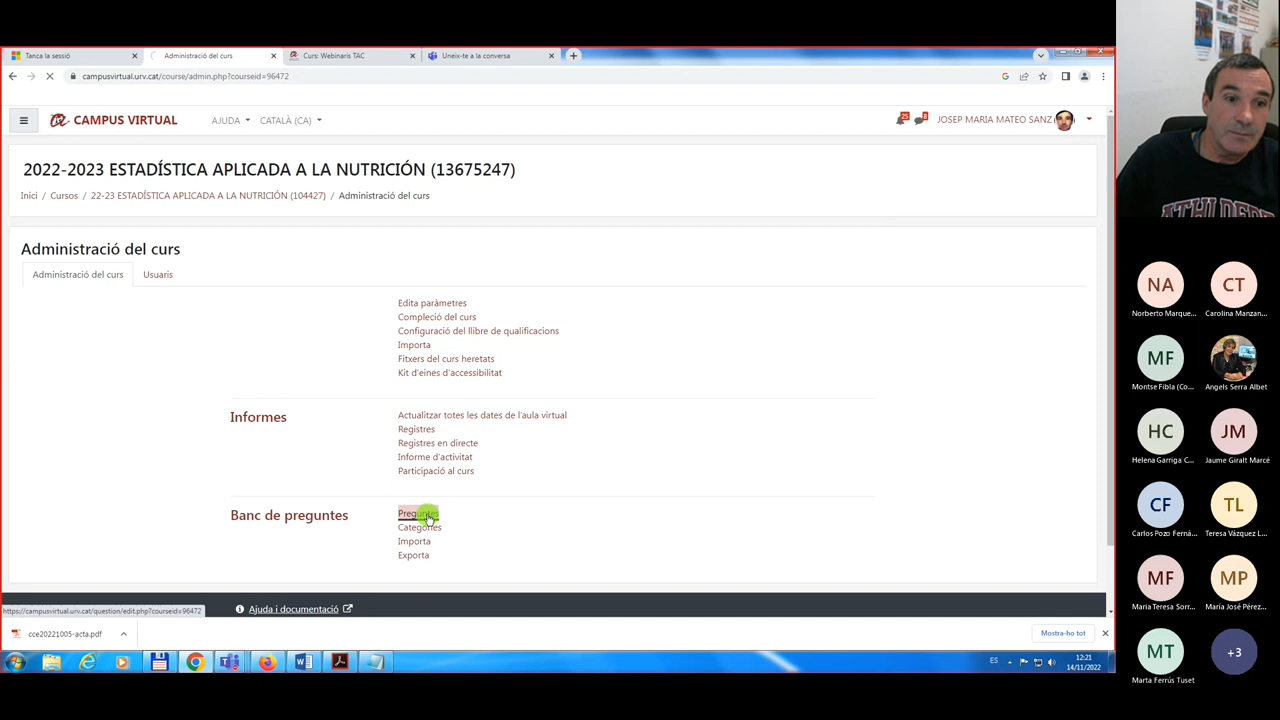 Tanca la sessió
Administració del curs
Curs: Webinaris TAC
Uneix-te a la conversa
campusvirtual.urv.cat/course/admin.php?courseid=96472
CAMPUS VIRTUAL
AJUDA
CATALÀ (CA)
25
8
JOSEP MARIA MATEO SANZ
2022-2023 ESTADÍSTICA APLICADA A LA NUTRICIÓN (13675247)
Inici / Cursos / 22-23 ESTADÍSTICA APLICADA A LA NUTRICIÓN (104427) / Administració del curs
Administració del curs
Administració del curs
Usuaris
Edita paràmetres
Compleció del curs
Configuració del llibre de qualificacions
Importa
Fitxers del curs heretats
Kit d'eines d'accessibilitat
Informes
Actualitzar totes les dates de l'aula virtual
Registres
Registres en directe
Informe d'activitat
Participació al curs
Banc de preguntes
Preguntes
Categories
Importa
Exporta
Ajuda i documentació
https://campusvirtual.urv.cat/question/edit.php?courseid=96472
cce20221005-acta.pdf
Mostra-ho tot
ES
12:21
14/11/2022
NA
Norberto Marque...
CT
Carolina Manzan...
MF
Montse Fibla (Co...
Angels Serra Albet
HC
Helena Garriga C...
JM
Jaume Giralt Marcé
CF
Carlos Pozo Ferná...
TL
Teresa Vázquez L...
MF
Maria Teresa Sorr...
MP
María José Pérez...
MT
Marta Ferrús Tuset
+3